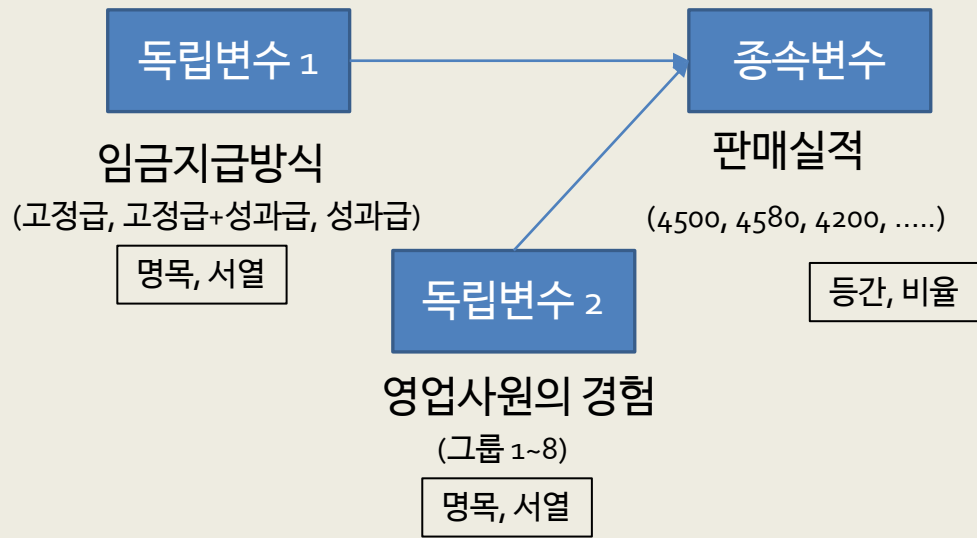 독립변수 1
종속변수
임금지급방식
(고정급, 고정급+성과급, 성과급)
명목, 서열
판매실적
(4500, 4580, 4200, .....)
등간, 비율
독립변수 2
영업사원의 경험
(그룹 1~8)
명목, 서열